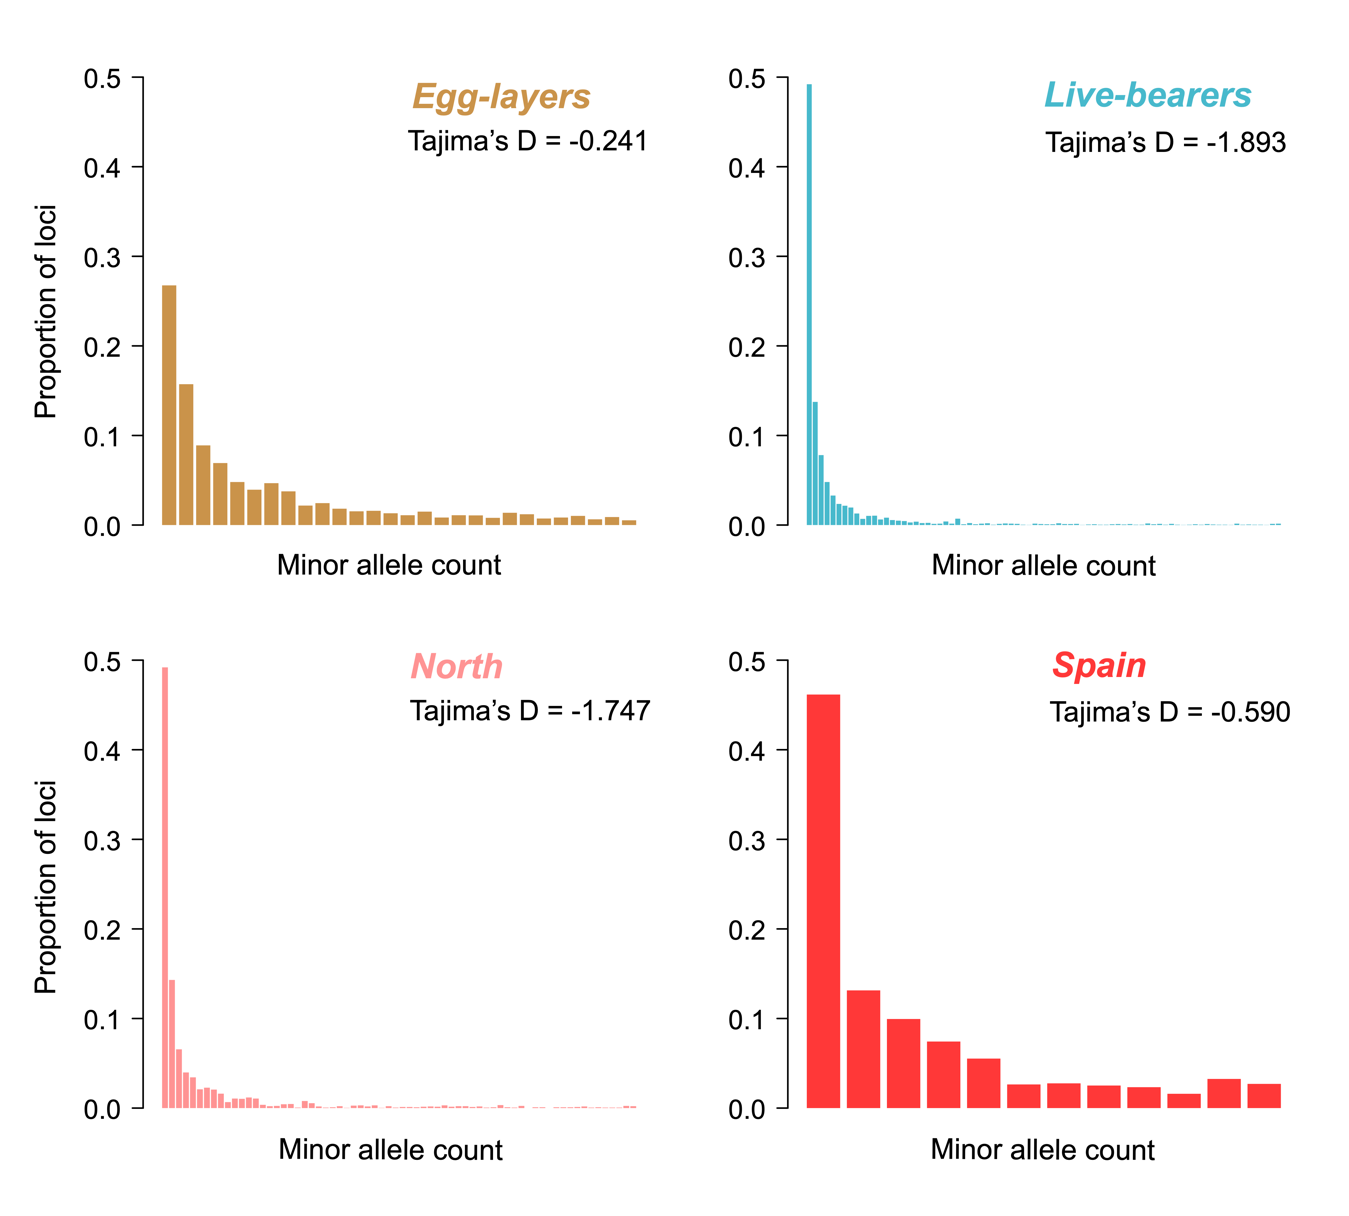 Egg-layers
Tajima’s D = -0.241
Proportion of loci
0.5
0.4
0.3
0.2
0.1
0.0
Minor allele count
Live-bearers
Tajima’s D = -1.893
0.5
0.4
0.3
0.2
0.1
0.0
Minor allele count
North
Tajima’s D = -1.747
Proportion of loci
0.5
0.4
0.3
0.2
0.1
0.0
Minor allele count
Spain
Tajima’s D = -0.590
0.5
0.4
0.3
0.2
0.1
0.0
Minor allele count